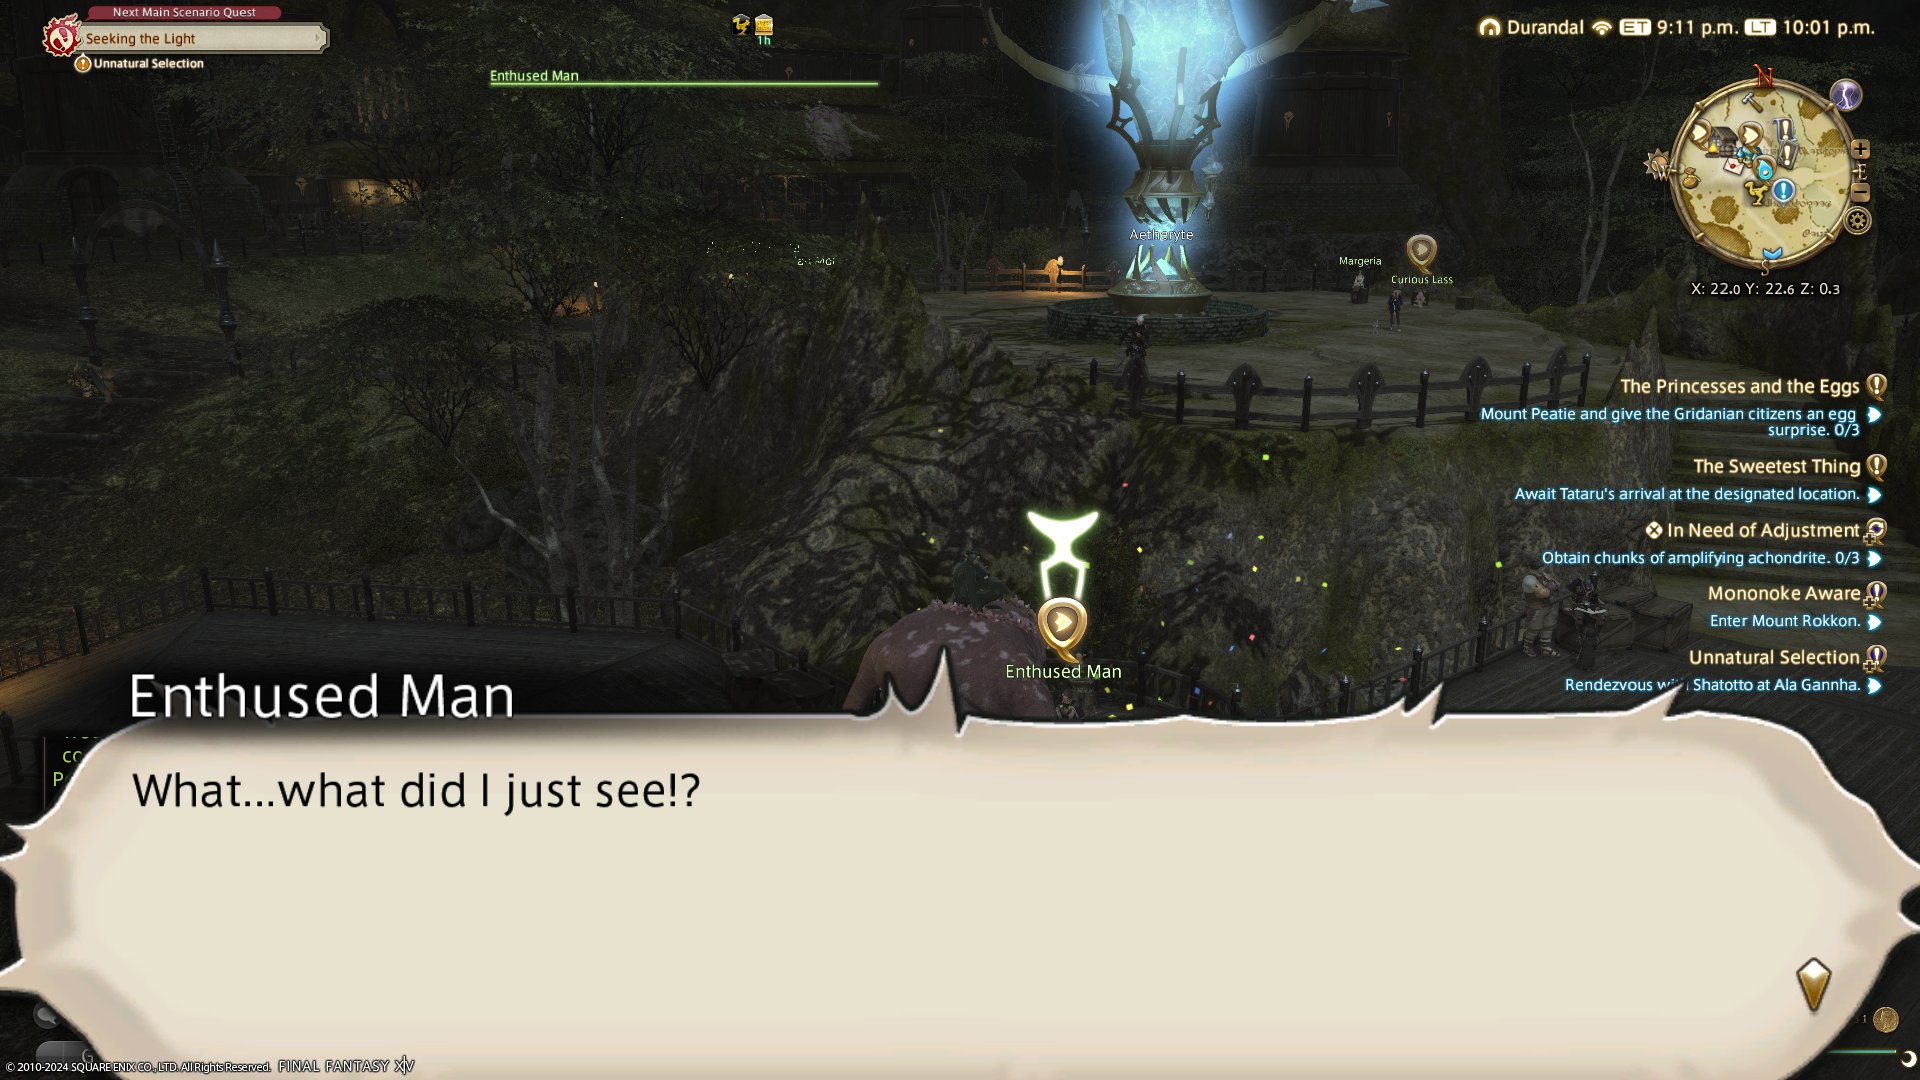 Next Main Scenario Quest
Seeking the Light
Unnatural Selection
1h
Enthused Man
Durandal ET 9:11 p.m. LT 10:01 p.m.
N
E
W
S
X: 22.0 Y: 22.6 Z: 0.3
Aetheryte
Margeria
Curious Lass
The Princesses and the Eggs
Mount Peatie and give the Gridanian citizens an egg
surprise. 0/3
The Sweetest Thing
Await Tataru's arrival at the designated location.
In Need of Adjustment
Obtain chunks of amplifying achondrite. 0/3
Mononoke Aware
Enter Mount Rokkon.
Unnatural Selection
Rendezvous with Shatotto at Ala Gannha.
Enthused Man
Enthused Man
What...what did I just see!?
© 2010-2024 SQUARE ENIX CO., LTD. All Rights Reserved. FINAL FANTASY XIV